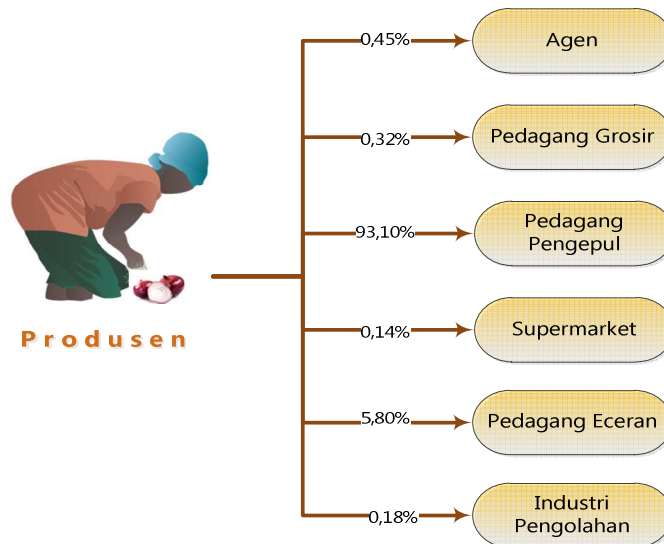 0,45%
Agen
0,32%
Pedagang Grosir
93,10%
Pedagang
Pengepul
Produsen
0,14%
Supermarket
5,80%
Pedagang Eceran
0,18%
Industri
Pengolahan